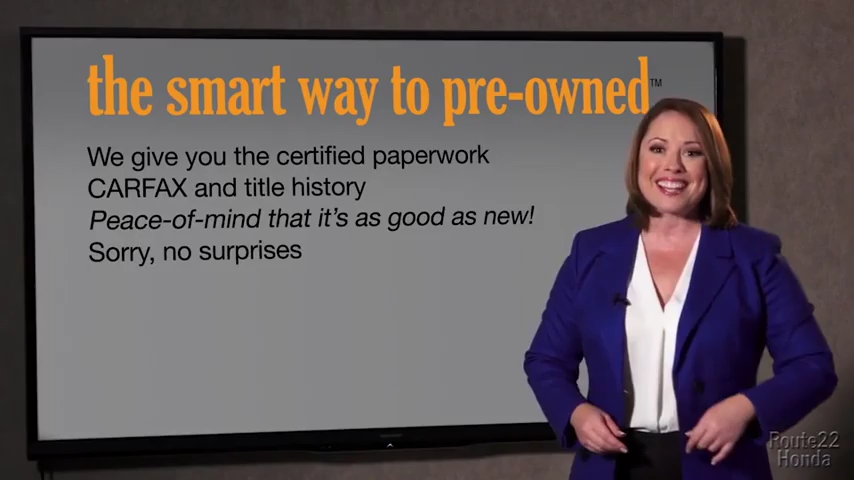 the smart way to pre-owned™
We give you the certified paperwork
CARFAX and title history
Peace-of-mind that it's as good as new!
Sorry, no surprises
Route22
Honda